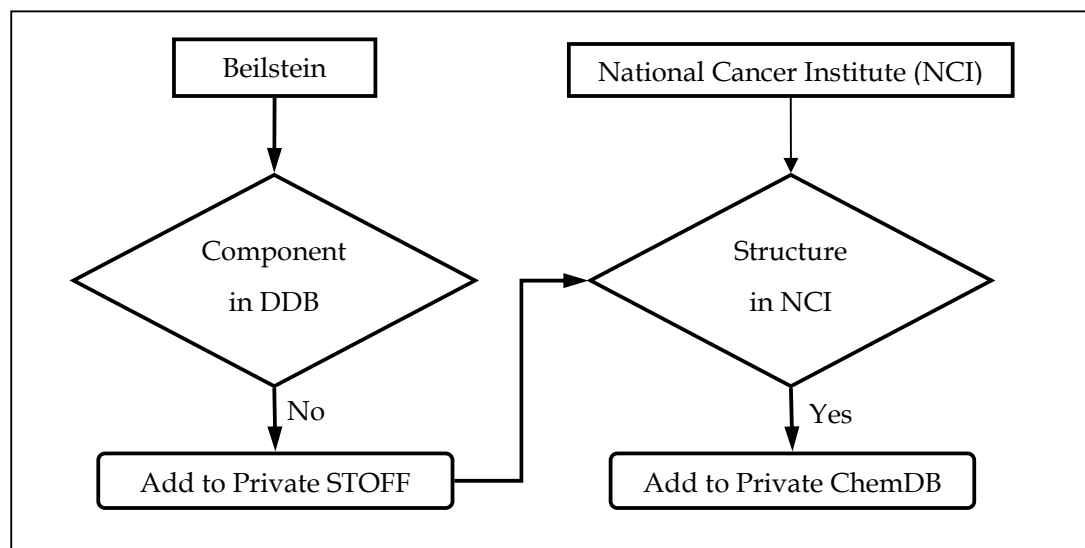 Beilstein
Component
in DDB
No
Add to Private STOFF
National Cancer Institute (NCI)
Structure
in NCI
Yes
Add to Private ChemDB